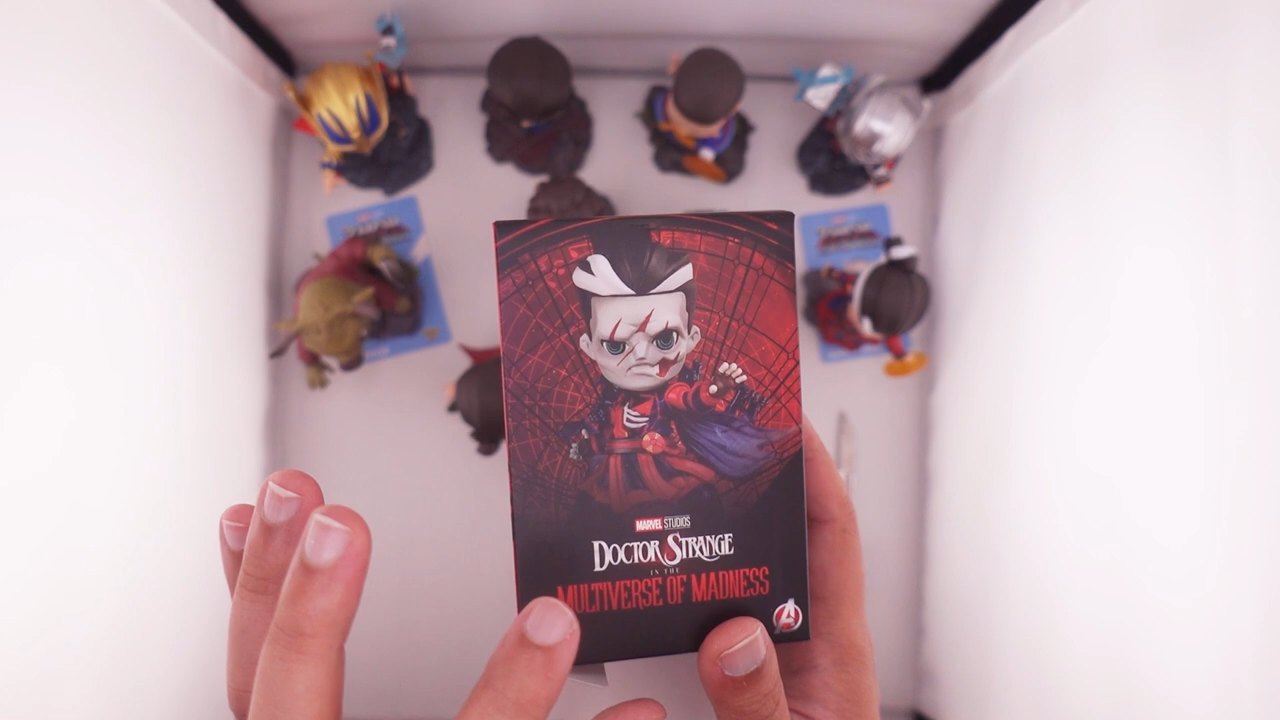 MARVEL STUDIOS
DOCTOR STRANGE
IN THE
MULTIVERSE OF MADNESS